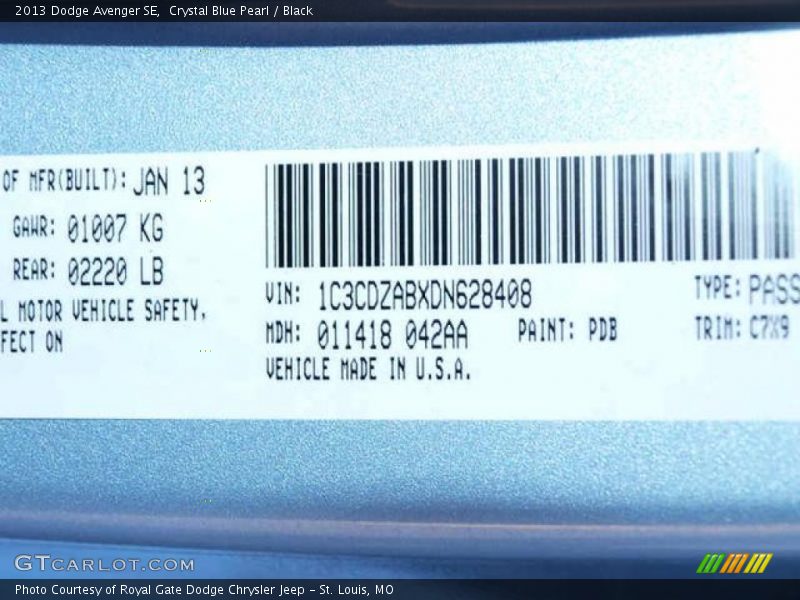 2013 Dodge Avenger SE,  Crystal Blue Pearl / Black
OF MFR(BUILT): JAN 13
GAWR: 01007 KG
REAR: 02220 LB
L MOTOR VEHICLE SAFETY,
FECT ON
VIN: 1C3CDZABXDN628408
TYPE: PASS
MDH: 011418 042AA
PAINT: PDB
TRIM: C7X9
VEHICLE MADE IN U.S.A.
GTCARLOT.COM
Photo Courtesy of Royal Gate Dodge Chrysler Jeep - St. Louis, MO